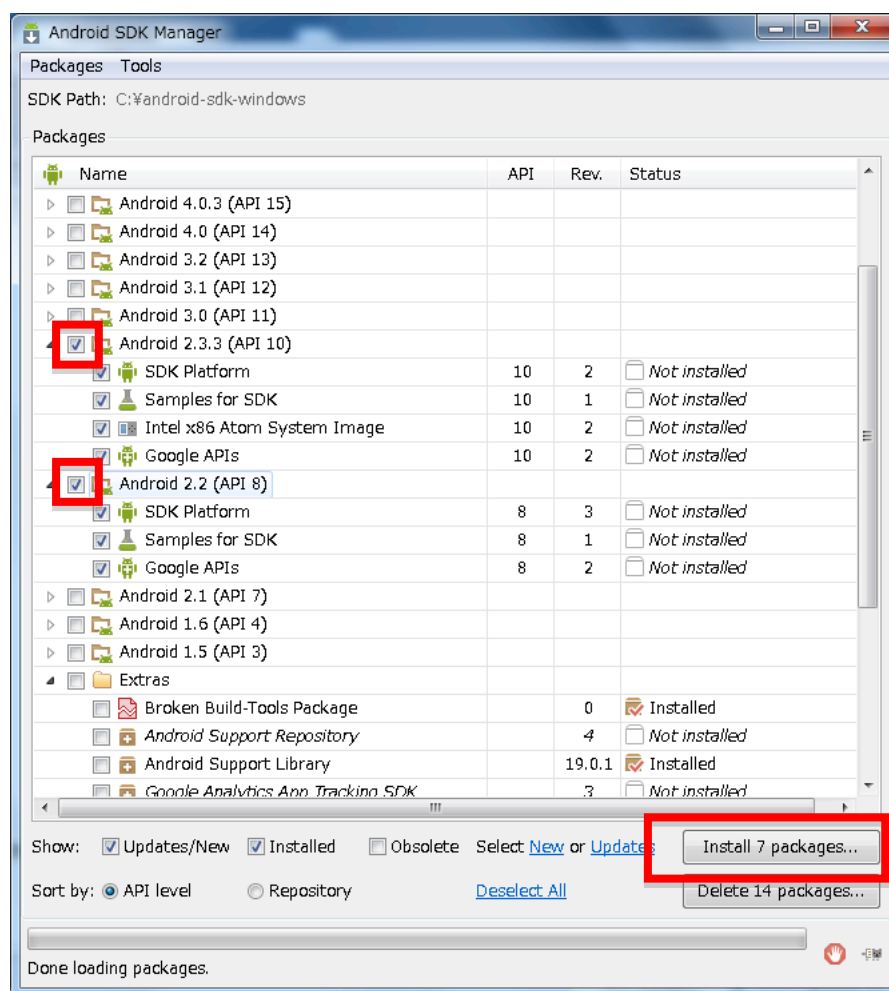 Android SDK Manager
Packages Tools
SDK Path: C:¥android-sdk-windows
Packages
Name API Rev. Status
Android 4.0.3 (API 15)
Android 4.0 (API 14)
Android 3.2 (API 13)
Android 3.1 (API 12)
Android 3.0 (API 11)
Android 2.3.3 (API 10)
SDK Platform 10 2 Not installed
Samples for SDK 10 1 Not installed
Intel x86 Atom System Image 10 2 Not installed
Google APIs 10 2 Not installed
Android 2.2 (API 8)
SDK Platform 8 3 Not installed
Samples for SDK 8 1 Not installed
Google APIs 8 2 Not installed
Android 2.1 (API 7)
Android 1.6 (API 4)
Android 1.5 (API 3)
Extras
Broken Build-Tools Package 0 Installed
Android Support Repository 4 Not installed
Android Support Library 19.0.1 Installed
Google Analytics App Tracking SDK 3 Not installed
Show: Updates/New Installed Obsolete Select New or Updates Install 7 packages...
Sort by: API level Repository Deselect All Delete 14 packages...
Done loading packages.